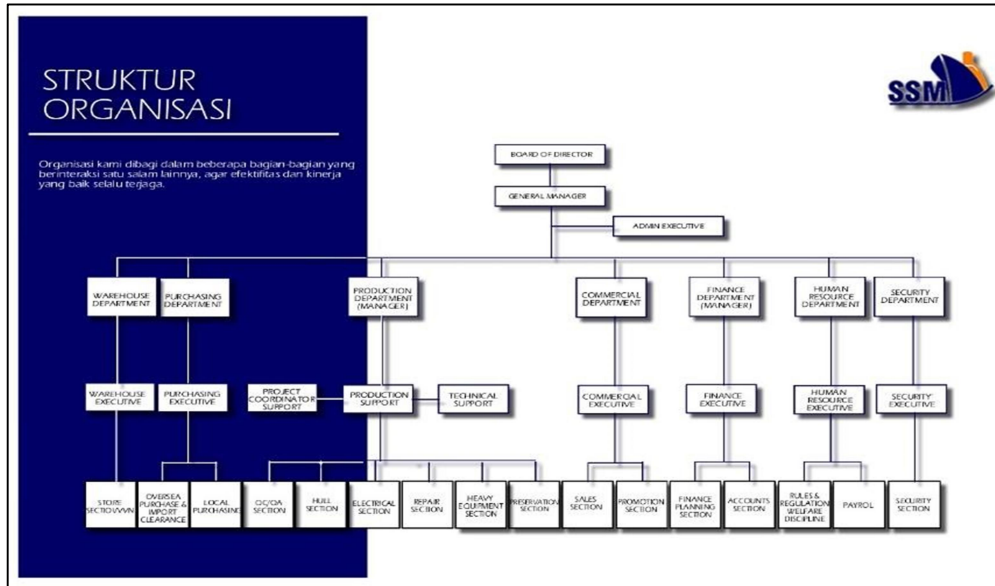 STRUKTUR
ORGANISASI
SSM
Organisasi kami dibagi dalam beberapa bagian-bagian yang
berinteraksi satu salam lainnya, agar efektifitas dan kinerja
yang baik selalu terjaga.
BOARD OF DIRECTOR
GENERAL MANAGER
ADMIN EXECUTIVE
WAREHOUSE
DEPARTMENT
PURCHASING
DEPARTMENT
PRODUCTION
DEPARTMENT
(MANAGER)
COMMERCIAL
DEPARTMENT
FINANCE
DEPARTMENT
(MANAGER)
HUMAN
RESOURCE
DEPARTMENT
SECURITY
DEPARTMENT
WAREHOUSE
EXECUTIVE
PURCHASING
EXECUTIVE
PROJECT
COORDINATOR
SUPPORT
PRODUCTION
SUPPORT
TECHNICAL
SUPPORT
COMMERCIAL
EXECUTIVE
FINANCE
EXECUTIVE
HUMAN
RESOURCE
EXECUTIVE
SECURITY
EXECUTIVE
STORE
OVERSEA
PURCHASE &
IMPORT
CLEARANCE
LOCAL
PURCHASING
QC/QA
SECTION
HULL
SECTION
ELECTRICAL
SECTION
REPAIR
SECTION
HEAVY
EQUIPMENT
SECTION
PRESERVATION
SECTION
SALES
SECTION
PROMOTION
SECTION
FINANCE
PLANNING
SECTION
ACCOUNTS
SECTION
RULES &
REGULATION
WELFARE
DISCIPLINE
PAYROL
SECURITY
SECTION